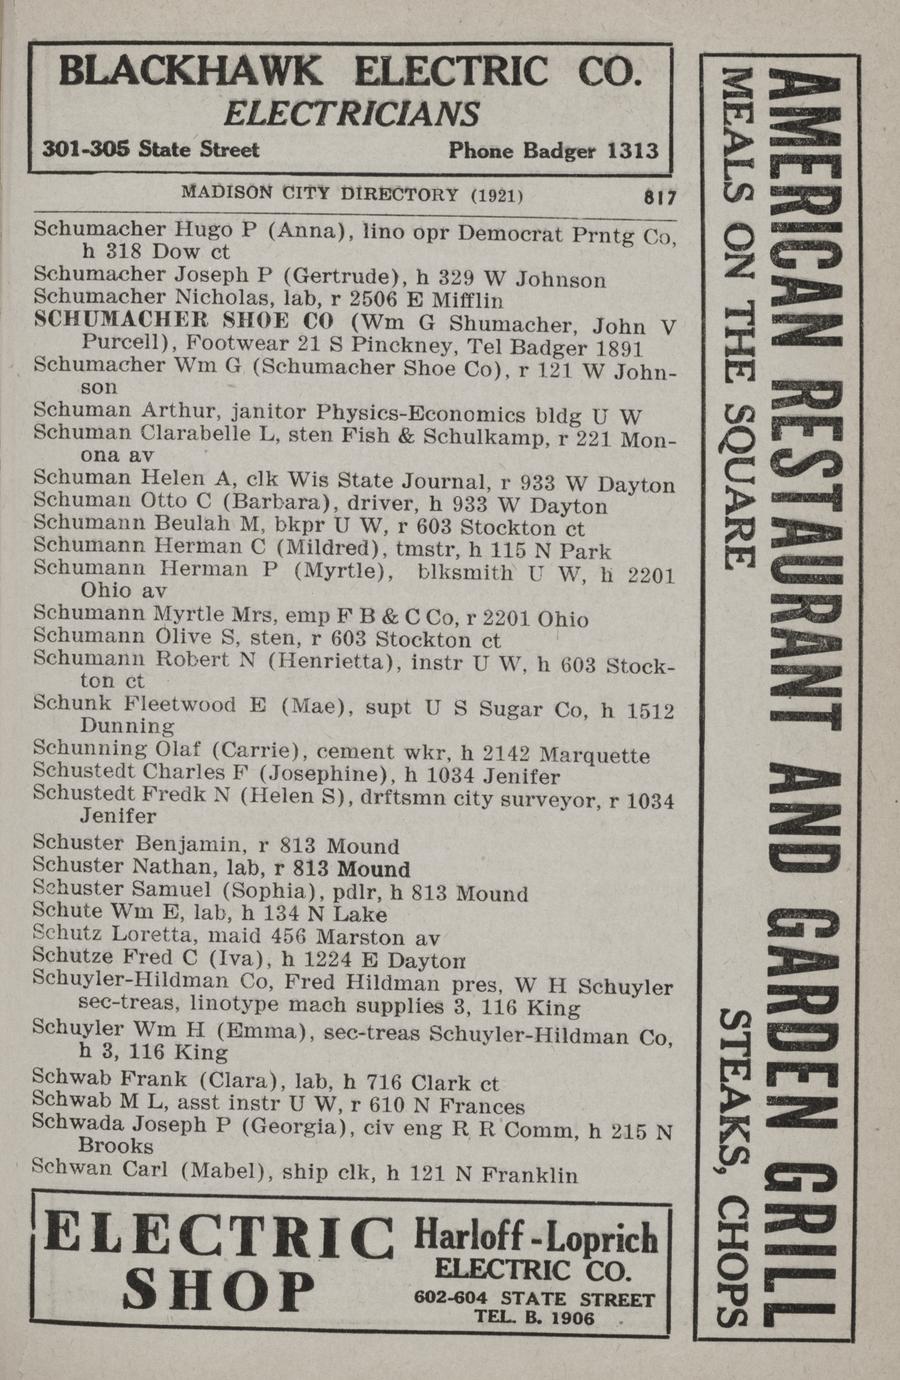 BLACKHAWK ELECTRIC CO.
ELECTRICIANS
301-305 State Street Phone Badger 1313
MADISON CITY DIRECTORY (1921) 817
Schumacher Hugo P (Anna), lino opr Democrat Prntg Co,
h 318 Dow ct
Schumacher Joseph P (Gertrude), h 329 W Johnson
Schumacher Nicholas, lab, r 2506 E Mifflin
SCHUMACHER SHOE CO (Wm G Shumacher, John V
Purcell), Footwear 21 S Pinckney, Tel Badger 1891
Schumacher Wm G (Schumacher Shoe Co), r 121 W John-
son
Schuman Arthur, janitor Physics-Economics bldg U W
Schuman Clarabelle L, sten Fish & Schulkamp, r 221 Mon-
ona av
Schuman Helen A, clk Wis State Journal, r 933 W Dayton
Schuman Otto C (Barbara), driver, h 933 W Dayton
Schumann Beulah M, bkpr U W, r 603 Stockton ct
Schumann Herman C (Mildred), tmstr, h 115 N Park
Schumann Herman P (Myrtle), blksmith U W, h 2201
Ohio av
Schumann Myrtle Mrs, emp F B & C Co, r 2201 Ohio
Schumann Olive S, sten, r 603 Stockton ct
Schumann Robert N (Henrietta), instr U W, h 603 Stock-
ton ct
Schunk Fleetwood E (Mae), supt U S Sugar Co, h 1512
Dunning
Schunning Olaf (Carrie), cement wkr, h 2142 Marquette
Schustedt Charles F (Josephine), h 1034 Jenifer
Schustedt Fredk N (Helen S), drftsmn city surveyor, r 1034
Jenifer
Schuster Benjamin, r 813 Mound
Schuster Nathan, lab, r 813 Mound
Schuster Samuel (Sophia), pdlr, h 813 Mound
Schute Wm E, lab, h 134 N Lake
Schutz Loretta, maid 456 Marston av
Schutze Fred C (Iva), h 1224 E Dayton
Schuyler-Hildman Co, Fred Hildman pres, W H Schuyler
sec-treas, linotype mach supplies 3, 116 King
Schuyler Wm H (Emma), sec-treas Schuyler-Hildman Co,
h 3, 116 King
Schwab Frank (Clara), lab, h 716 Clark ct
Schwab M L, asst instr U W, r 610 N Frances
Schwada Joseph P (Georgia), civ eng R R Comm, h 215 N
Brooks
Schwan Carl (Mabel), ship clk, h 121 N Franklin
ELECTRIC
SHOP
Harloff-Loprich
ELECTRIC CO.
602-604 STATE STREET
TEL. B. 1906
AMERICAN RESTAURANT AND GARDEN GRILL
MEALS ON THE SQUARE STEAKS, CHOPS